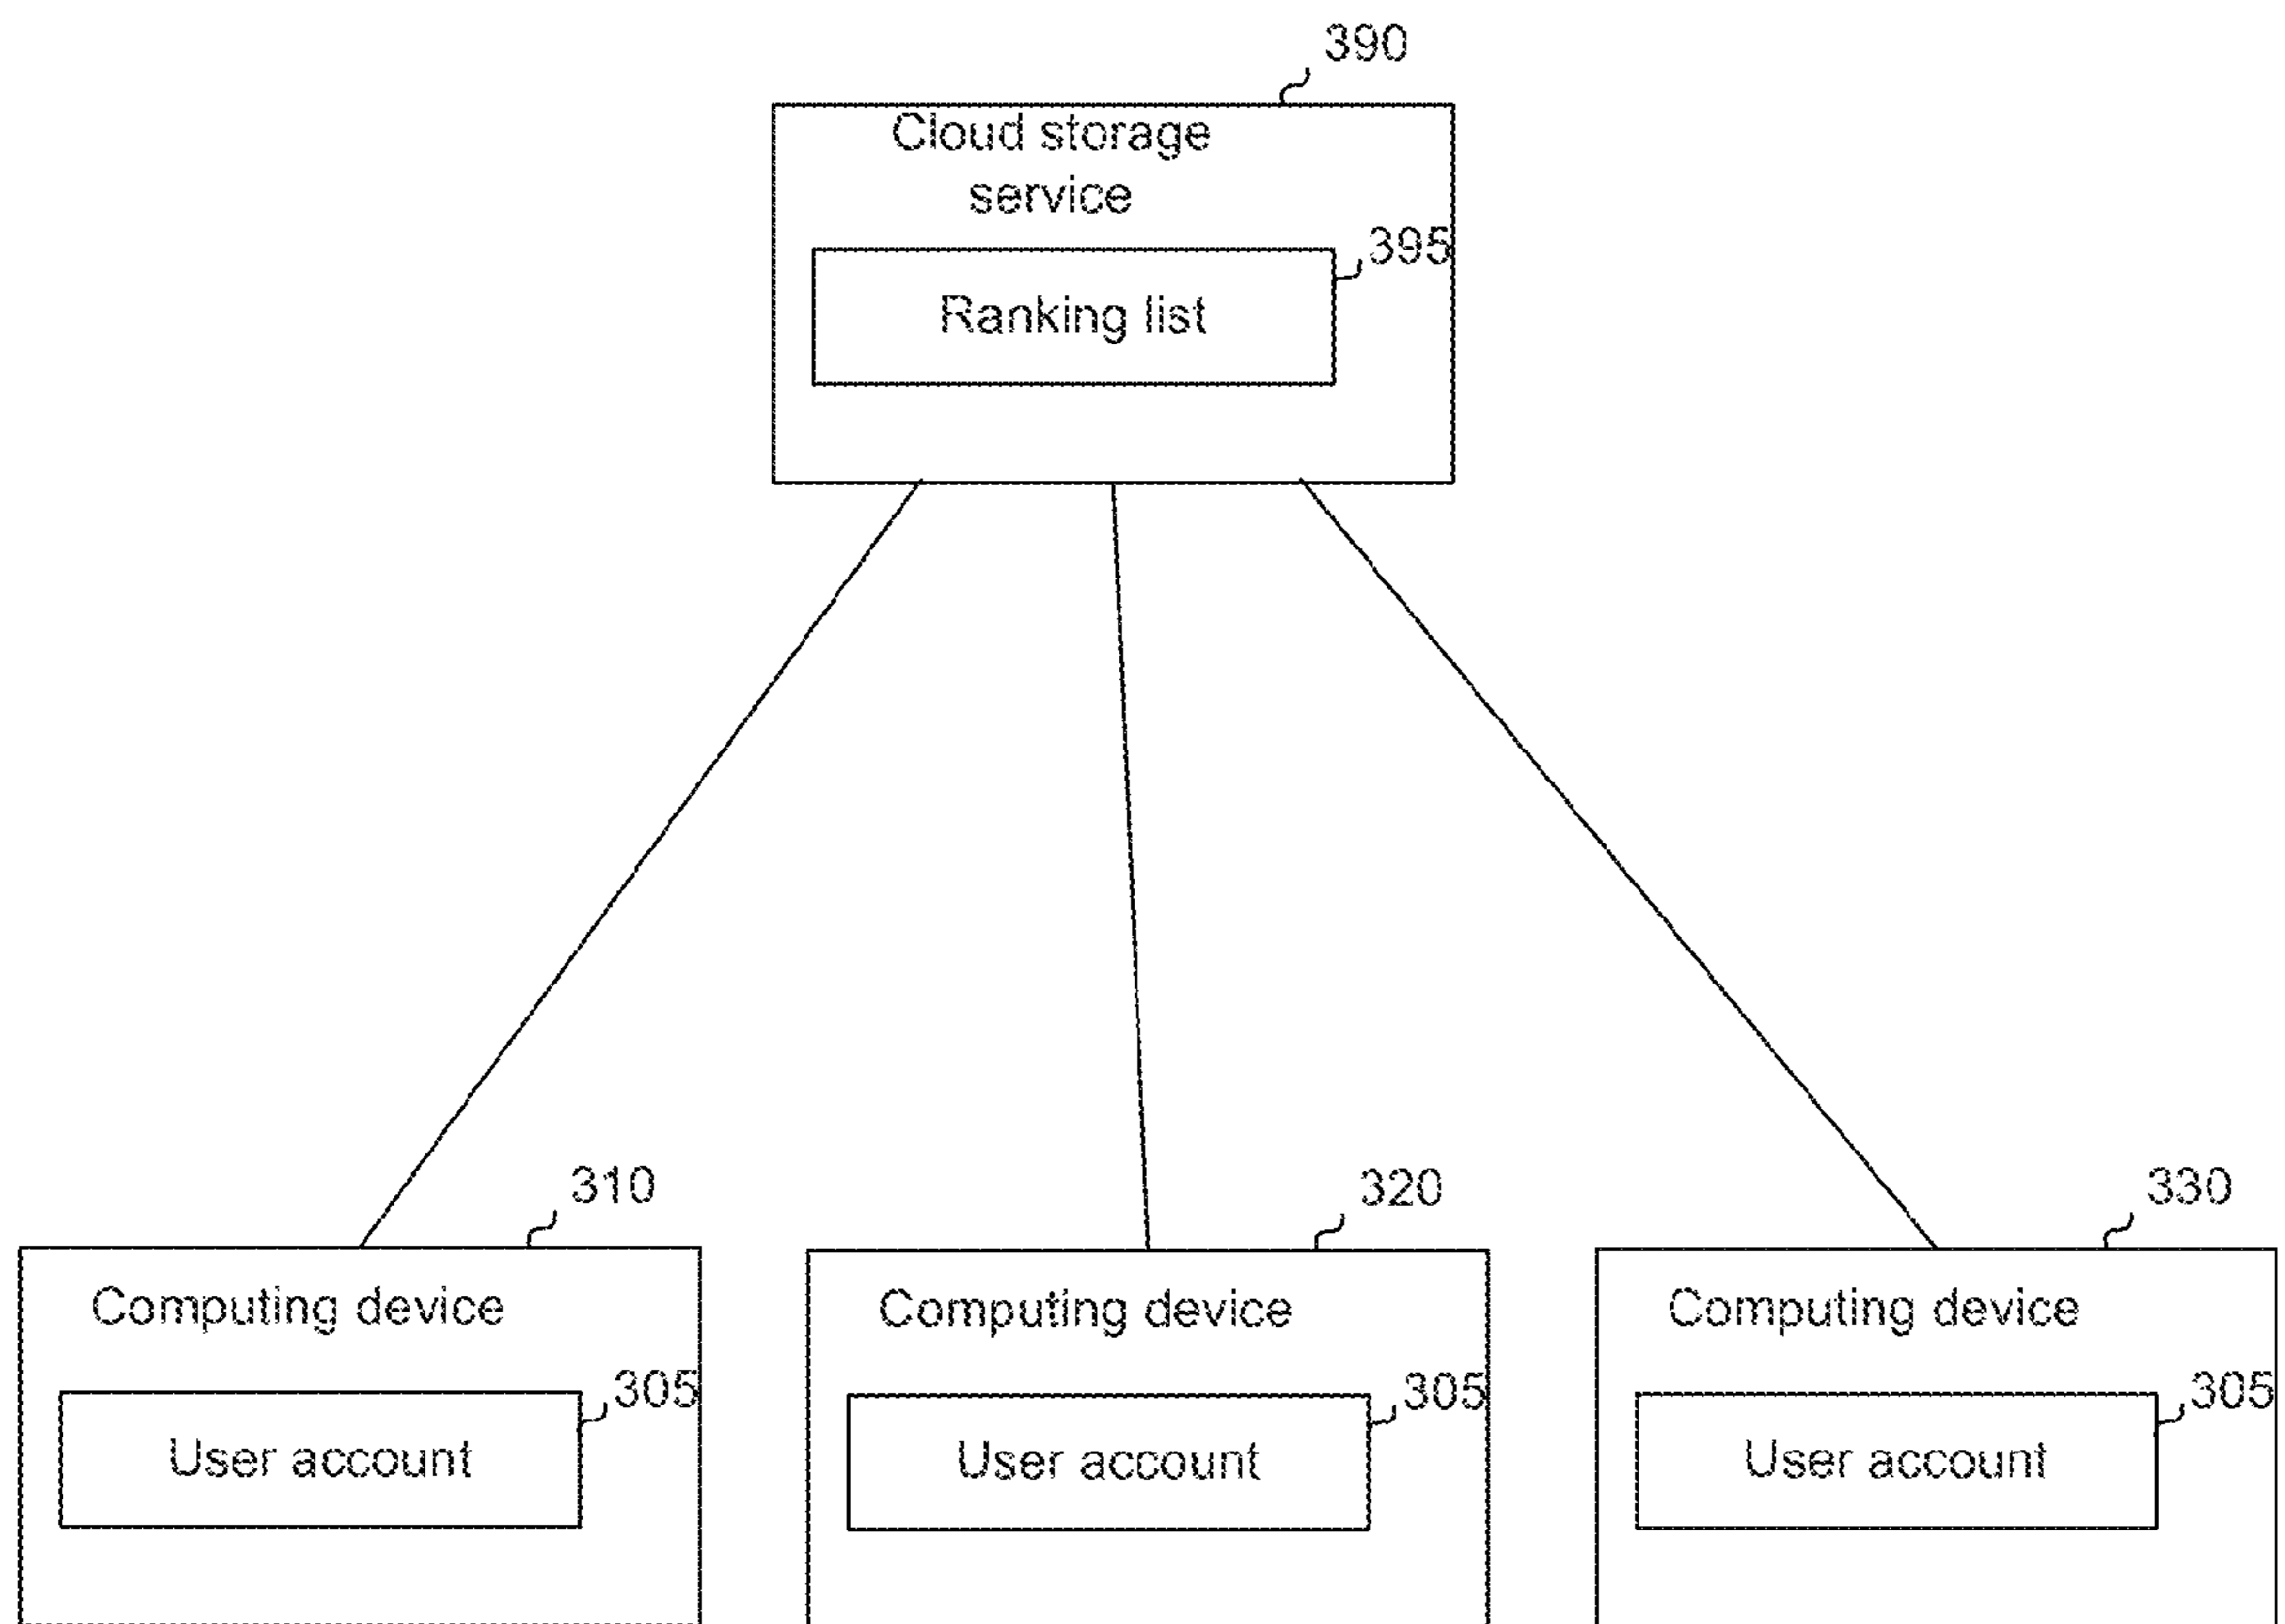 390
Cloud storage
service
395
Ranking list
310
320
330
Computing device
Computing device
Computing device
305
305
305
User account
User account
User account